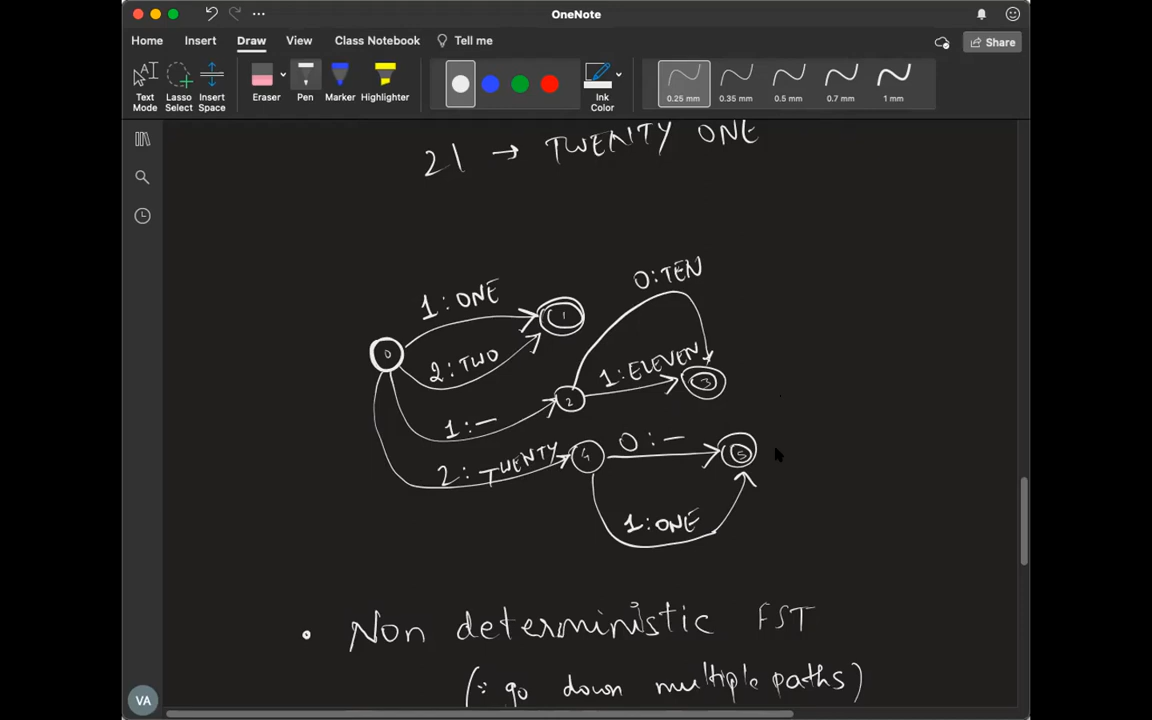 OneNote
Home Insert Draw View Class Notebook Tell me
Share
Text Mode
Lasso Select
Insert Space
Eraser
Pen
Marker
Highlighter
Ink Color
0.25 mm 0.35 mm 0.5 mm 0.7 mm 1 mm
21 → TWENTY ONE
0:TEN
1:ONE
1
0
2:TWO
1:ELEVEN
3
2
1:—
0:—
5
4
2:TWENTY
1:ONE
• Non deterministic FST
(∵ go down multiple paths)
VA